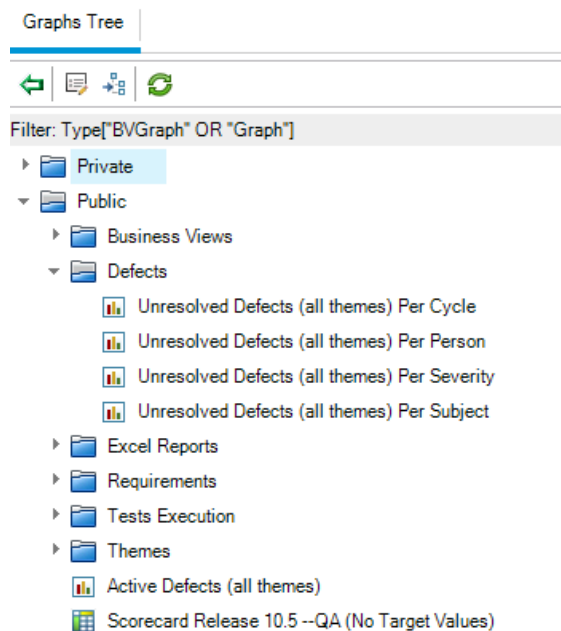 Graphs Tree
Filter: Type["BVGraph" OR "Graph"]
Private
Public
Business Views
Defects
Unresolved Defects (all themes) Per Cycle
Unresolved Defects (all themes) Per Person
Unresolved Defects (all themes) Per Severity
Unresolved Defects (all themes) Per Subject
Excel Reports
Requirements
Tests Execution
Themes
Active Defects (all themes)
Scorecard Release 10.5 --QA (No Target Values)